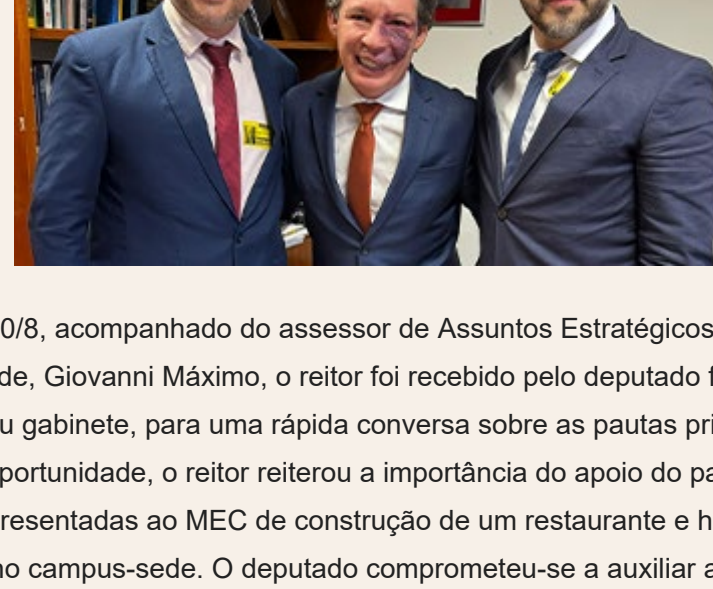 0/8, acompanhado do assessor de Assuntos Estratégicos
de, Giovanni Máximo, o reitor foi recebido pelo deputado f
u gabinete, para uma rápida conversa sobre as pautas pri
portunidade, o reitor reiterou a importância do apoio do pa
resentadas ao MEC de construção de um restaurante e h
no campus-sede. O deputado comprometeu-se a auxiliar a